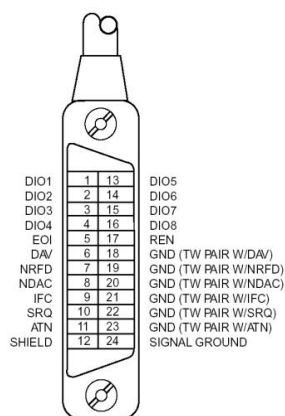 DIO1 1 13 DIO5
DIO2 2 14 DIO6
DIO3 3 15 DIO7
DIO4 4 16 DIO8
EOI 5 17 REN
DAV 6 18 GND (TW PAIR W/DAV)
NRFD 7 19 GND (TW PAIR W/NRFD)
NDAC 8 20 GND (TW PAIR W/NDAC)
IFC 9 21 GND (TW PAIR W/IFC)
SRQ 10 22 GND (TW PAIR W/SRQ)
ATN 11 23 GND (TW PAIR W/ATN)
SHIELD 12 24 SIGNAL GROUND